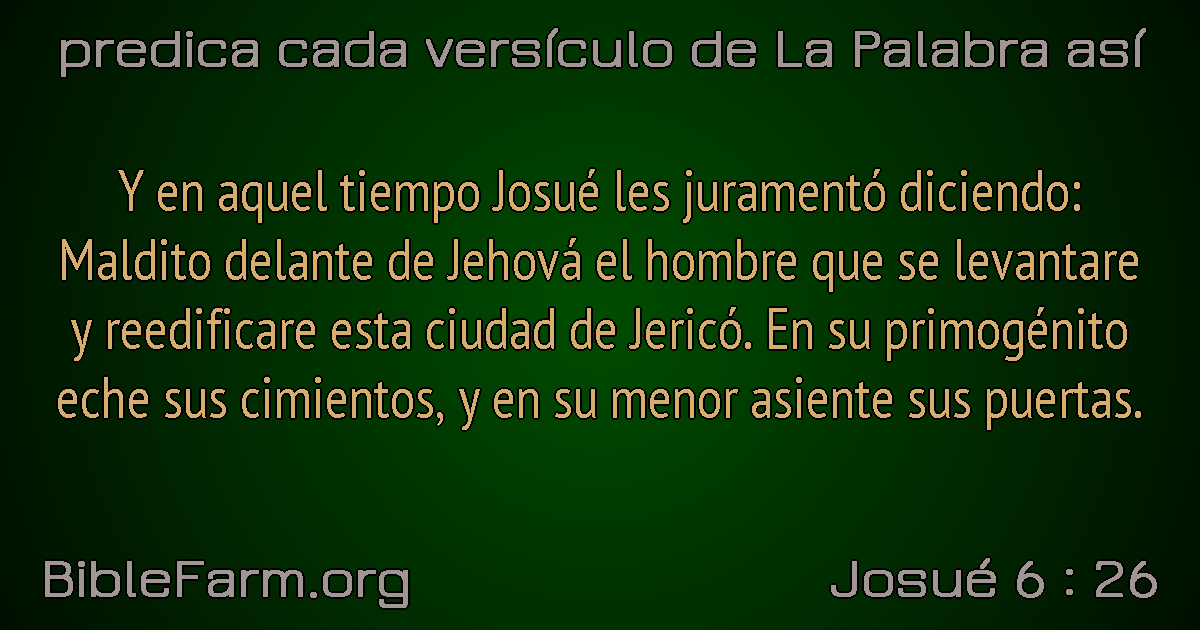 predica cada versículo de La Palabra así
Y en aquel tiempo Josué les juramentó diciendo:
Maldito delante de Jehová el hombre que se levantare
y reedificare esta ciudad de Jericó. En su primogénito
eche sus cimientos, y en su menor asiente sus puertas.
BibleFarm.org
Josué 6 : 26